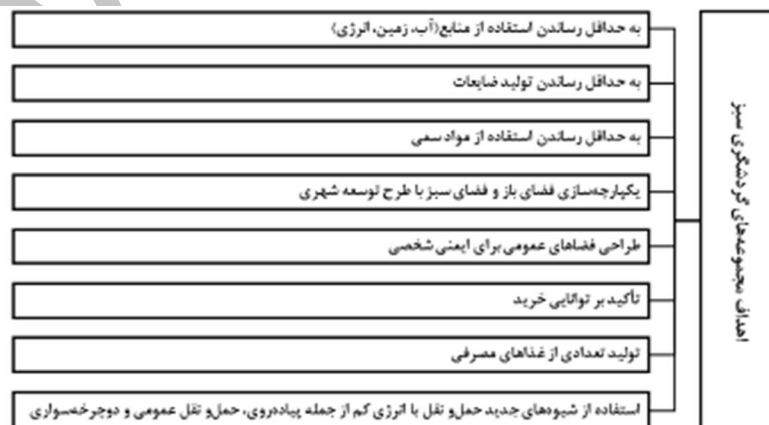 اهداف مجموعه‌های گردشگری سبز
به حداقل رساندن استفاده از منابع(آب، زمین، انرژی)
به حداقل رساندن تولید ضایعات
به حداقل رساندن استفاده از مواد سمی
یکپارچه‌سازی فضای باز و فضای سبز با طرح توسعه شهری
طراحی فضاهای عمومی برای ایمنی شخصی
تأکید بر توانایی خرید
تولید تعدادی از غذاهای مصرفی
استفاده از شیوه‌های جدید حمل‌و نقل با انرژی کم از جمله پیاده‌روی، حمل‌و نقل عمومی و دوچرخه‌سواری